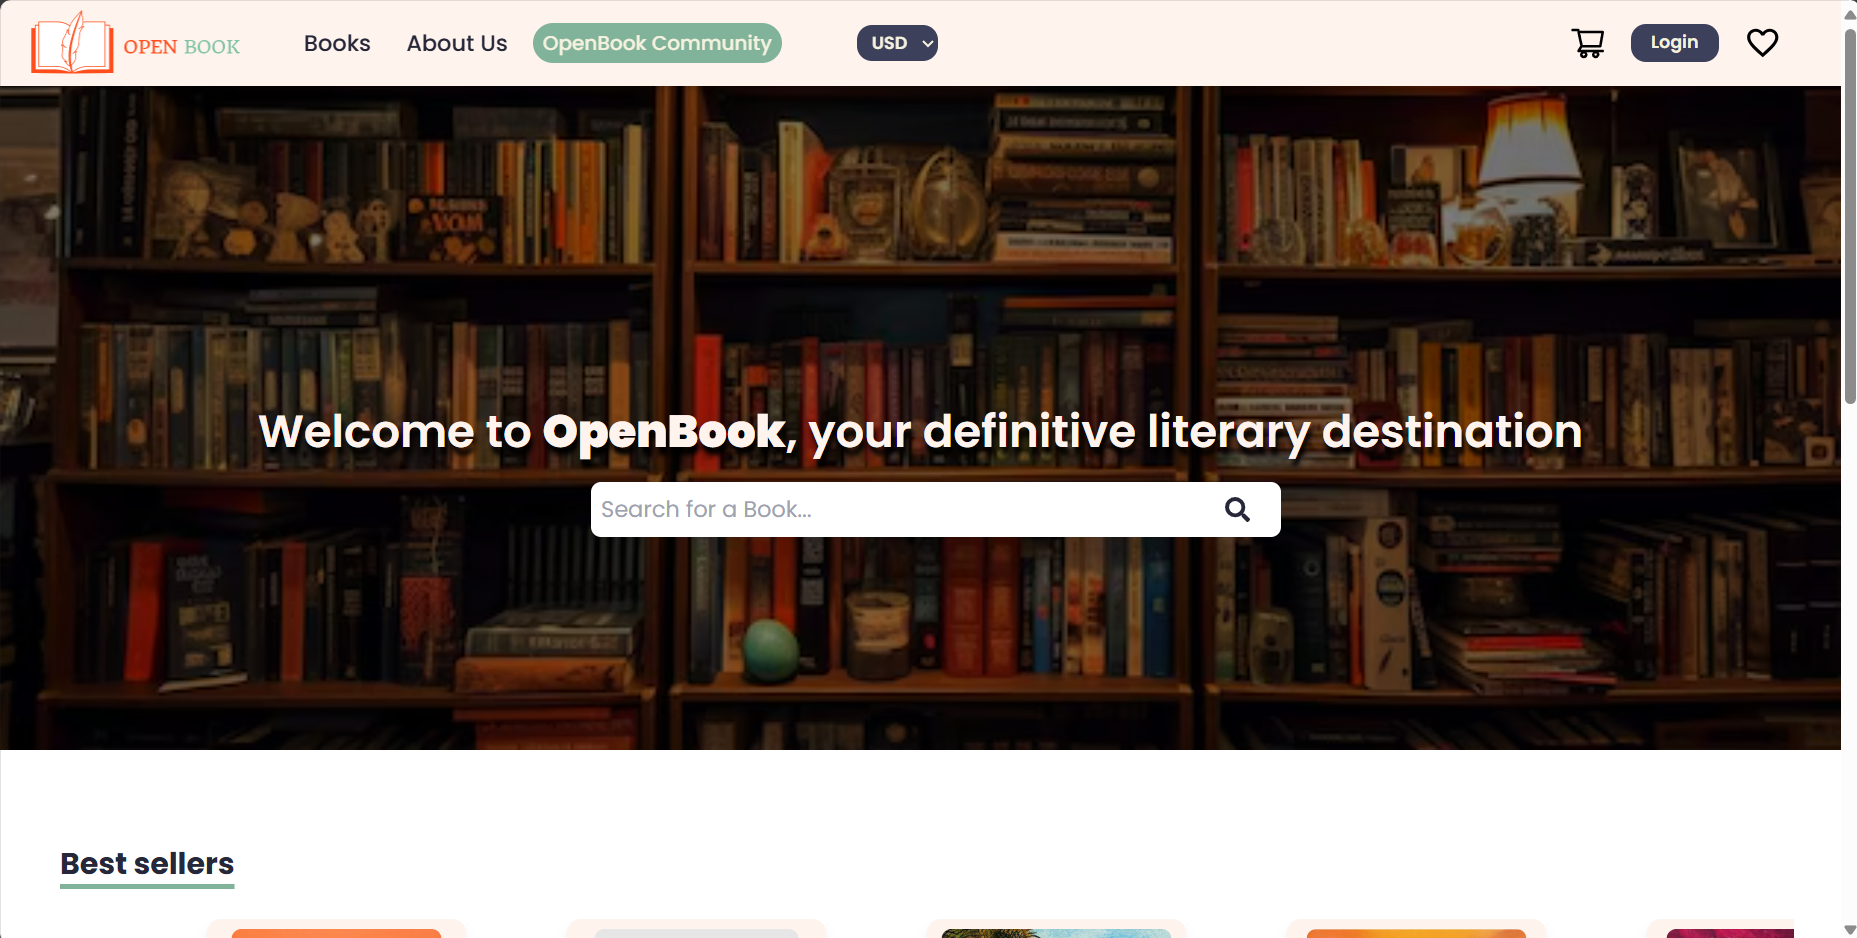 OPEN BOOK
Books
About Us
OpenBook Community
USD
Login
Welcome to OpenBook, your definitive literary destination
Search for a Book...
Best sellers